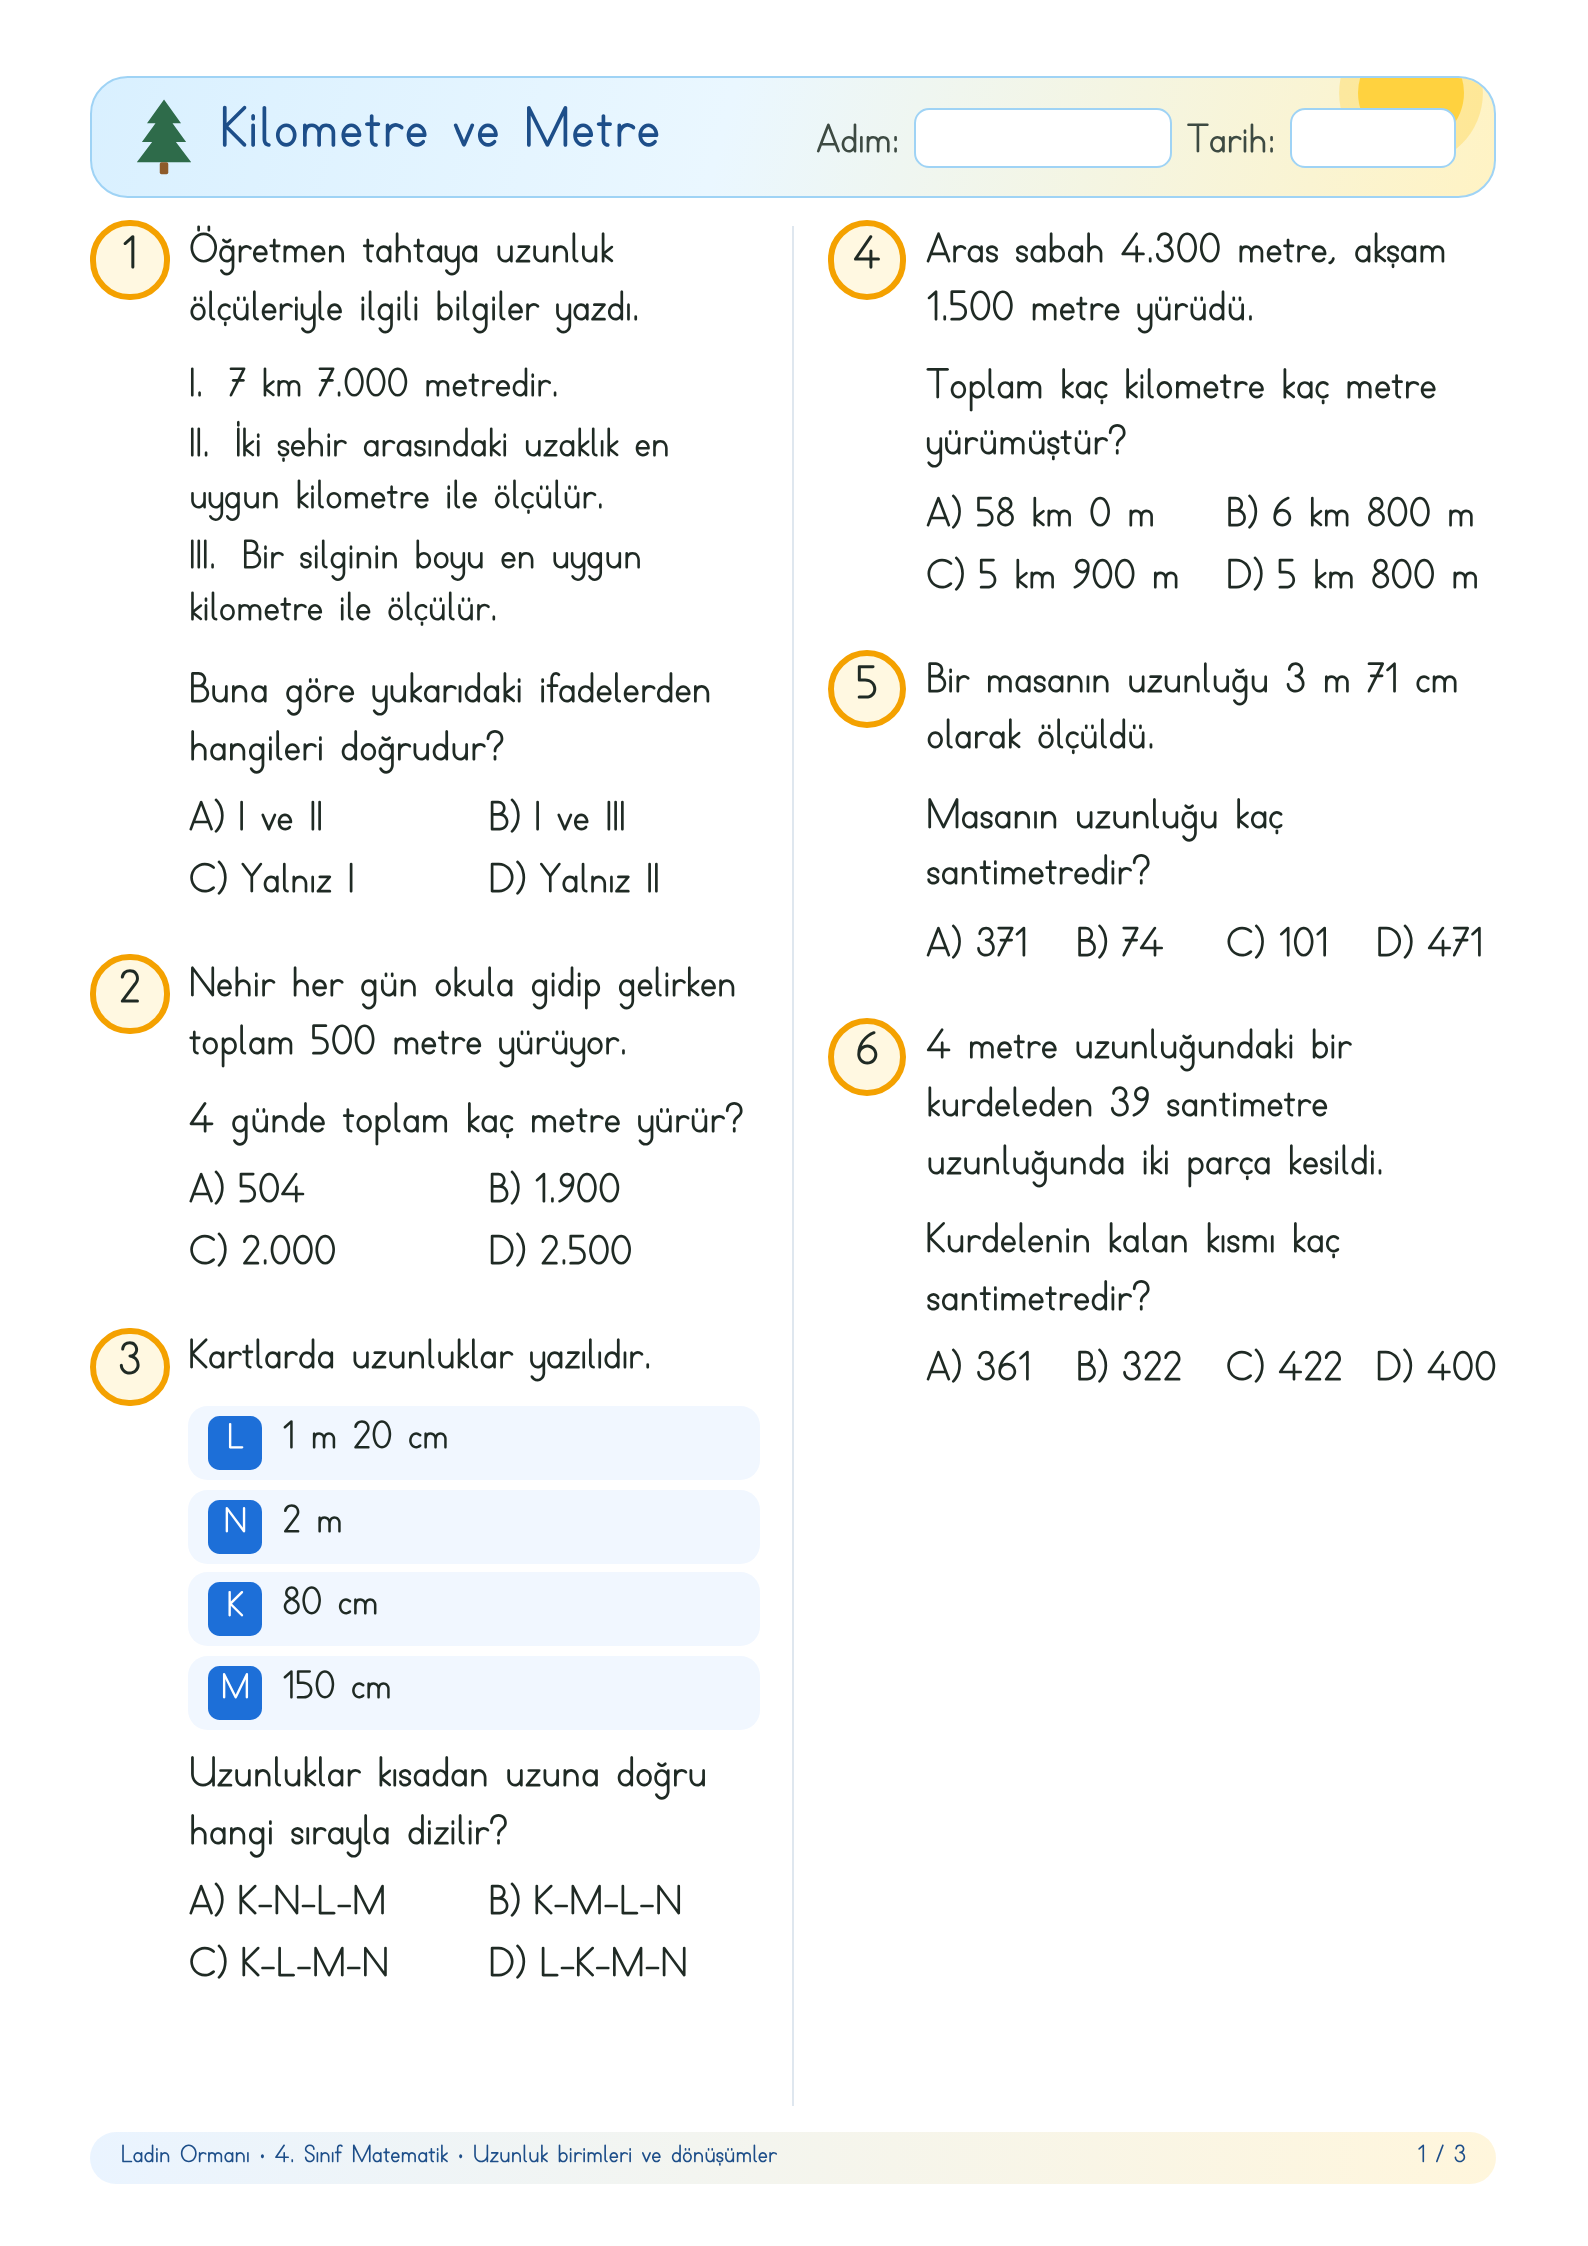 Kilometre ve Metre
Adım:
Tarih:
1
Öğretmen tahtaya uzunluk
ölçüleriyle ilgili bilgiler yazdı.
I. 7 km 7.000 metredir.
II. İki şehir arasındaki uzaklık en
uygun kilometre ile ölçülür.
III. Bir silginin boyu en uygun
kilometre ile ölçülür.
Buna göre yukarıdaki ifadelerden
hangileri doğrudur?
A) I ve II B) I ve III
C) Yalnız I D) Yalnız II
2
Nehir her gün okula gidip gelirken
toplam 500 metre yürüyor.
4 günde toplam kaç metre yürür?
A) 504 B) 1.900
C) 2.000 D) 2.500
3
Kartlarda uzunluklar yazılıdır.
L 1 m 20 cm
N 2 m
K 80 cm
M 150 cm
Uzunluklar kısadan uzuna doğru
hangi sırayla dizilir?
A) K-N-L-M B) K-M-L-N
C) K-L-M-N D) L-K-M-N
4
Aras sabah 4.300 metre, akşam
1.500 metre yürüdü.
Toplam kaç kilometre kaç metre
yürümüştür?
A) 58 km 0 m B) 6 km 800 m
C) 5 km 900 m D) 5 km 800 m
5
Bir masanın uzunluğu 3 m 71 cm
olarak ölçüldü.
Masanın uzunluğu kaç
santimetredir?
A) 371 B) 74 C) 101 D) 471
6
4 metre uzunluğundaki bir
kurdeleden 39 santimetre
uzunluğunda iki parça kesildi.
Kurdelenin kalan kısmı kaç
santimetredir?
A) 361 B) 322 C) 422 D) 400
Ladin Ormanı • 4. Sınıf Matematik • Uzunluk birimleri ve dönüşümler
1 / 3